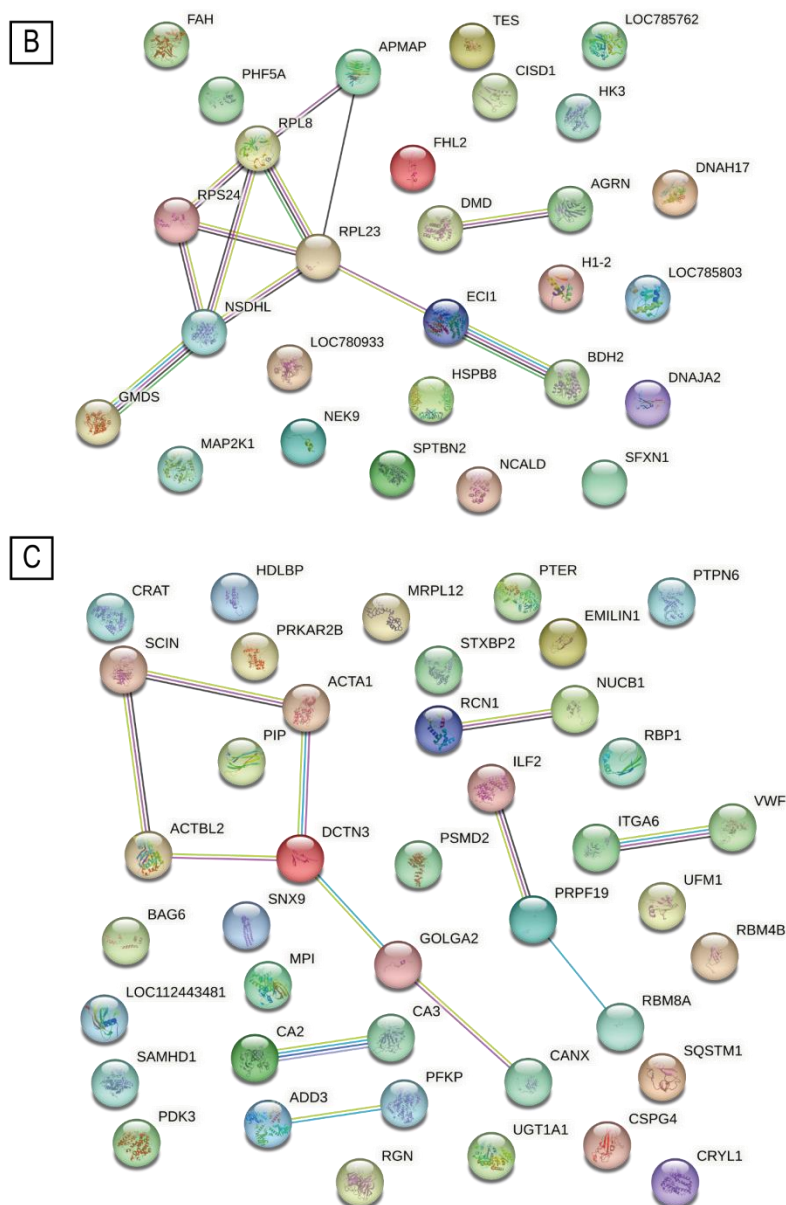 B
FAH
APMAP
TES
LOC785762
PHF5A
CISD1
HK3
RPL8
FHL2
DNAH17
RPS24
DMD
AGRN
RPL23
H1-2
LOC785803
NSDHL
ECI1
LOC780933
BDH2
GMDS
HSPB8
DNAJA2
MAP2K1
NEK9
SPTBN2
NCALD
SFXN1
C
CRAT
HDLBP
MRPL12
PTER
PTPN6
SCIN
PRKAR2B
STXBP2
EMILIN1
ACTA1
RCN1
NUCB1
PIP
ILF2
RBP1
ACTBL2
DCTN3
PSMD2
ITGA6
VWF
SNX9
PRPF19
UFM1
BAG6
GOLGA2
RBM4B
LOC112443481
MPI
RBM8A
CA2
CA3
CANX
SQSTM1
SAMHD1
ADD3
PFKP
PDK3
UGT1A1
CSPG4
RGN
CRYL1